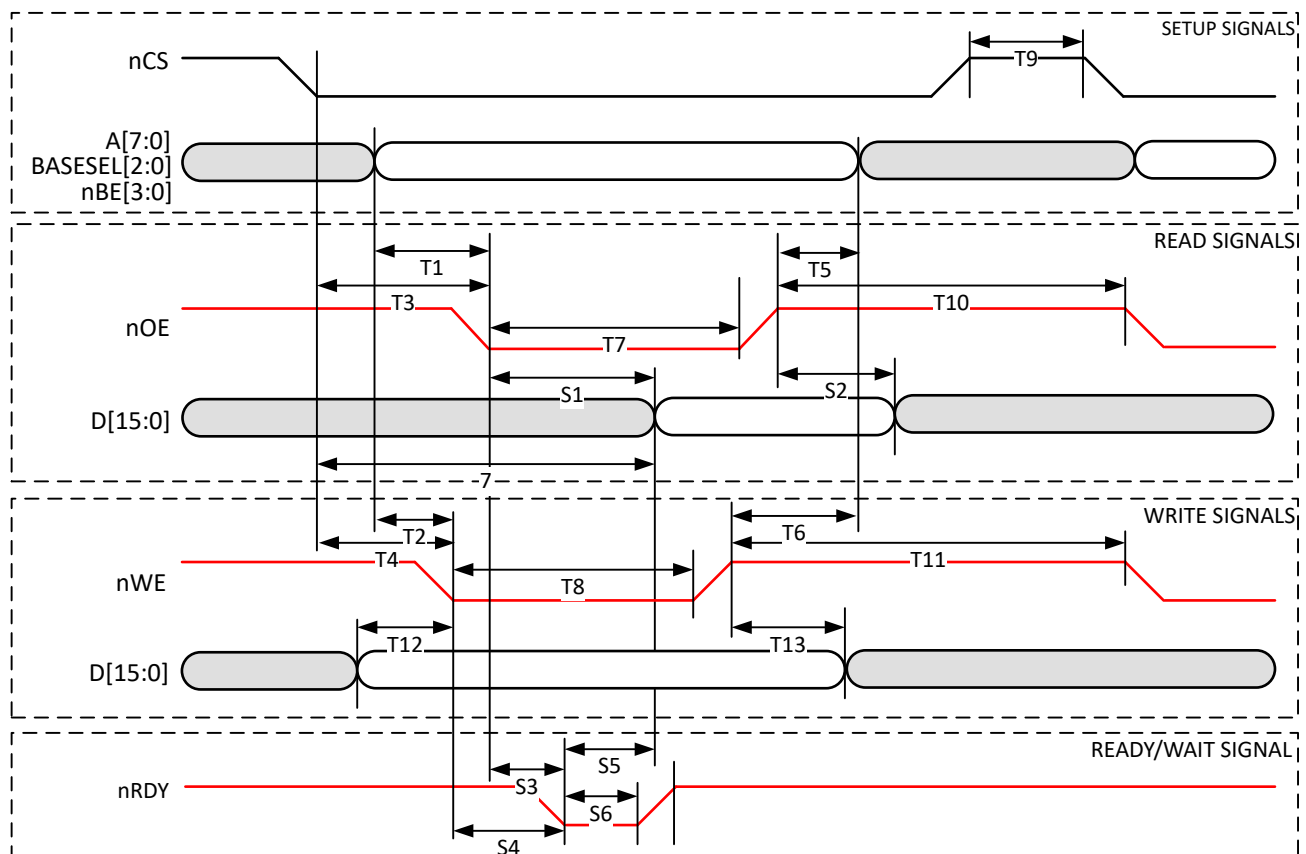 SETUP SIGNALS
nCS
T9
A[7:0]
BASESEL[2:0]
nBE[3:0]
READ SIGNALS
T1
T5
T3
T10
nOE
T7
S1
S2
D[15:0]
7
WRITE SIGNALS
T2
T6
T4
T11
nWE
T8
T12
T13
D[15:0]
READY/WAIT SIGNAL
S5
nRDY
S3
S6
S4